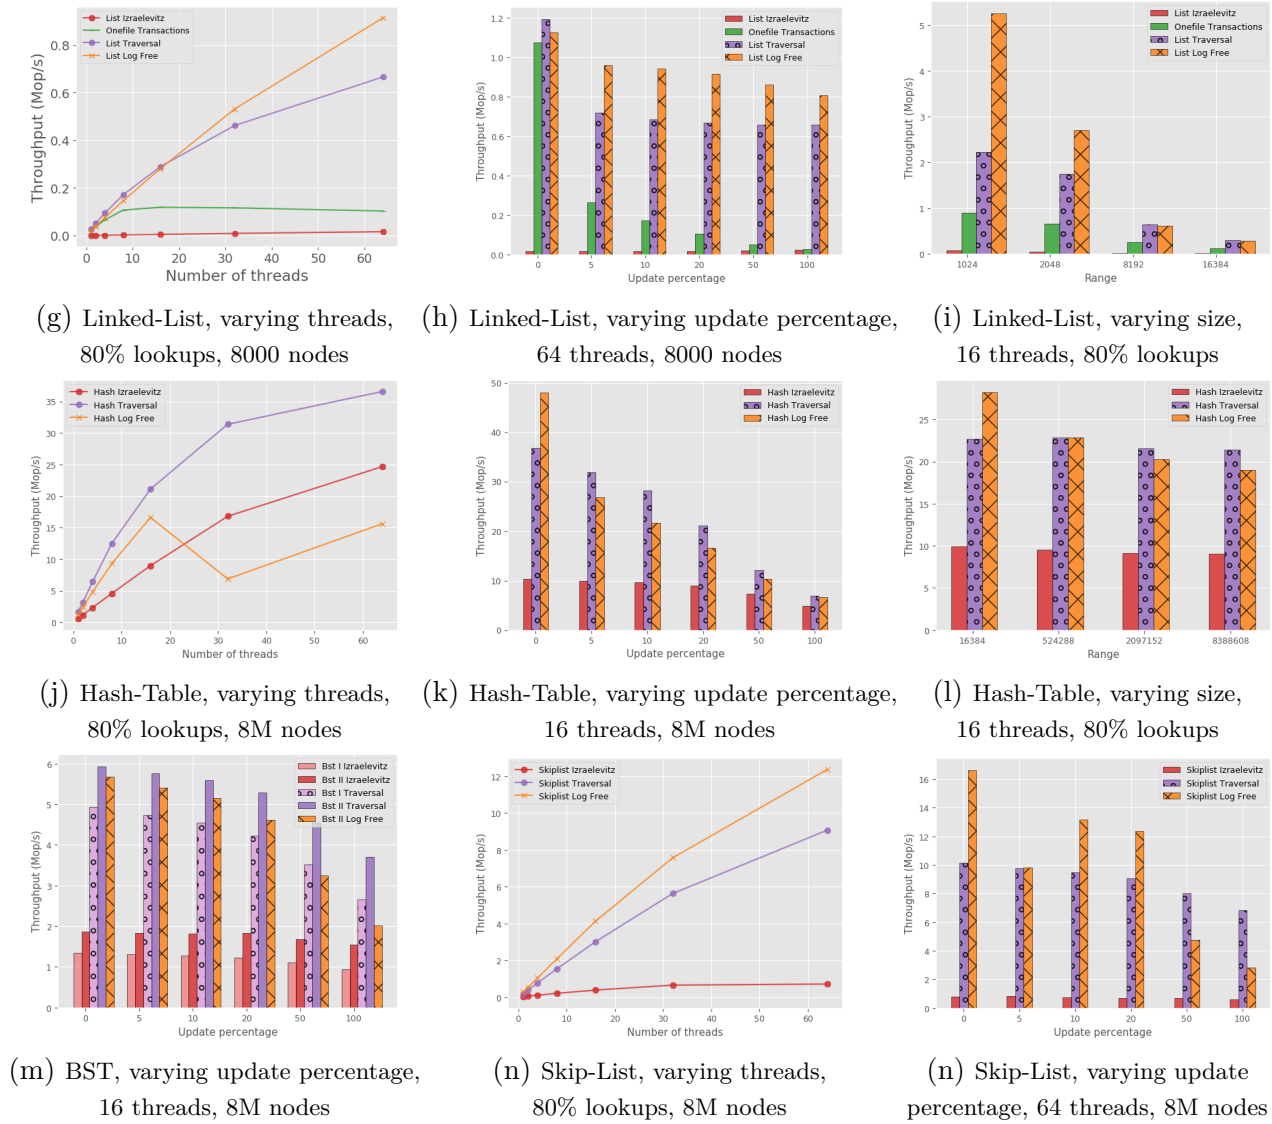 List Izraelevitz
Onefile Transactions
List Traversal
List Log Free
Throughput (Mop/s)
0.8
0.6
0.4
0.2
0.0
0 10 20 30 40 50 60
Number of threads
(g) Linked-List, varying threads,
80% lookups, 8000 nodes
List Izraelevitz
Onefile Transactions
List Traversal
List Log Free
Throughput (Mop/s)
1.2
1.0
0.8
0.6
0.4
0.2
0.0
0 5 10 20 50 100
Update percentage
(h) Linked-List, varying update percentage,
64 threads, 8000 nodes
List Izraelevitz
Onefile Transactions
List Traversal
List Log Free
Throughput (Mop/s)
5
4
3
2
1
0
1024 2048 8192 16384
Range
(i) Linked-List, varying size,
16 threads, 80% lookups
Hash Izraelevitz
Hash Traversal
Hash Log Free
Throughput (Mop/s)
35
30
25
20
15
10
5
0
0 10 20 30 40 50 60
Number of threads
(j) Hash-Table, varying threads,
80% lookups, 8M nodes
Hash Izraelevitz
Hash Traversal
Hash Log Free
Throughput (Mop/s)
50
40
30
20
10
0
0 5 10 20 50 100
Update percentage
(k) Hash-Table, varying update percentage,
16 threads, 8M nodes
Hash Izraelevitz
Hash Traversal
Hash Log Free
Throughput (Mop/s)
25
20
15
10
5
0
16384 524288 2097152 8388608
Range
(l) Hash-Table, varying size,
16 threads, 80% lookups
Bst I Izraelevitz
Bst II Izraelevitz
Bst I Traversal
Bst II Traversal
Bst II Log Free
Throughput (Mop/s)
6
5
4
3
2
1
0
0 5 10 20 50 100
Update percentage
(m) BST, varying update percentage,
16 threads, 8M nodes
Skiplist Izraelevitz
Skiplist Traversal
Skiplist Log Free
Throughput (Mop/s)
12
10
8
6
4
2
0
0 10 20 30 40 50 60
Number of threads
(n) Skip-List, varying threads,
80% lookups, 8M nodes
Skiplist Izraelevitz
Skiplist Traversal
Skiplist Log Free
Throughput (Mop/s)
16
14
12
10
8
6
4
2
0
0 5 10 20 50 100
Update percentage
(n) Skip-List, varying update
percentage, 64 threads, 8M nodes